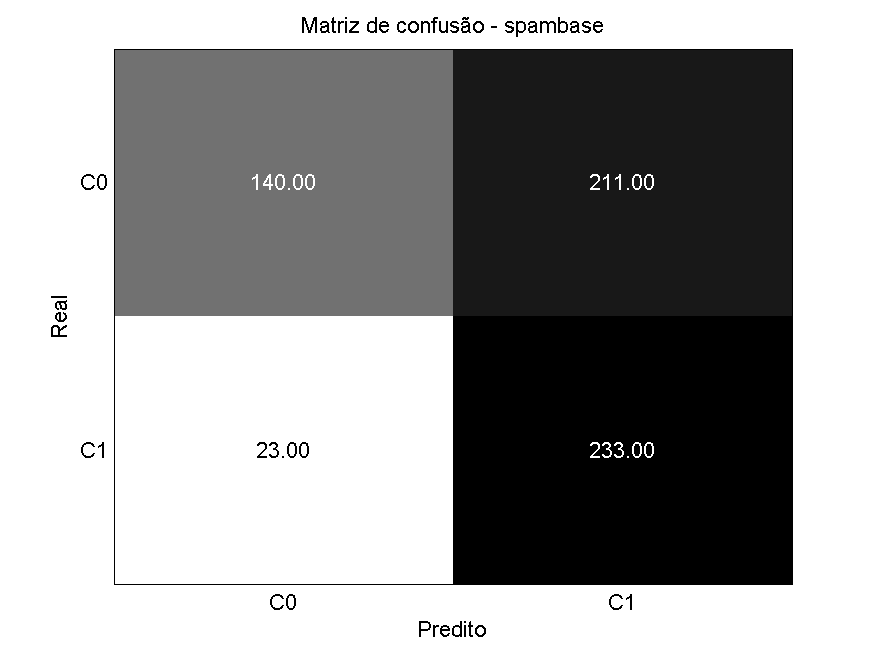 Matriz de confusão - spambase
C0
140.00
211.00
Real
C1
23.00
233.00
C0
C1
Predito